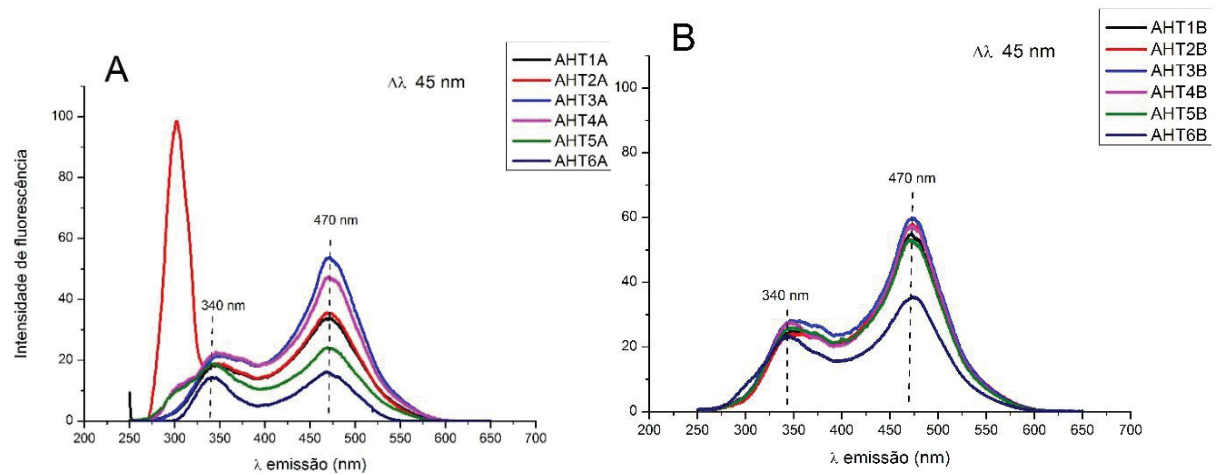 A
Δλ 45 nm
AHT1A
AHT2A
AHT3A
AHT4A
AHT5A
AHT6A
340 nm
470 nm
Intensidade de fluorescência
100
80
60
40
20
0
200 250 300 350 400 450 500 550 600 650 700
λ emissão (nm)
B
Δλ 45 nm
AHT1B
AHT2B
AHT3B
AHT4B
AHT5B
AHT6B
340 nm
470 nm
100
80
60
40
20
0
200 250 300 350 400 450 500 550 600 650 700
λ emissão (nm)